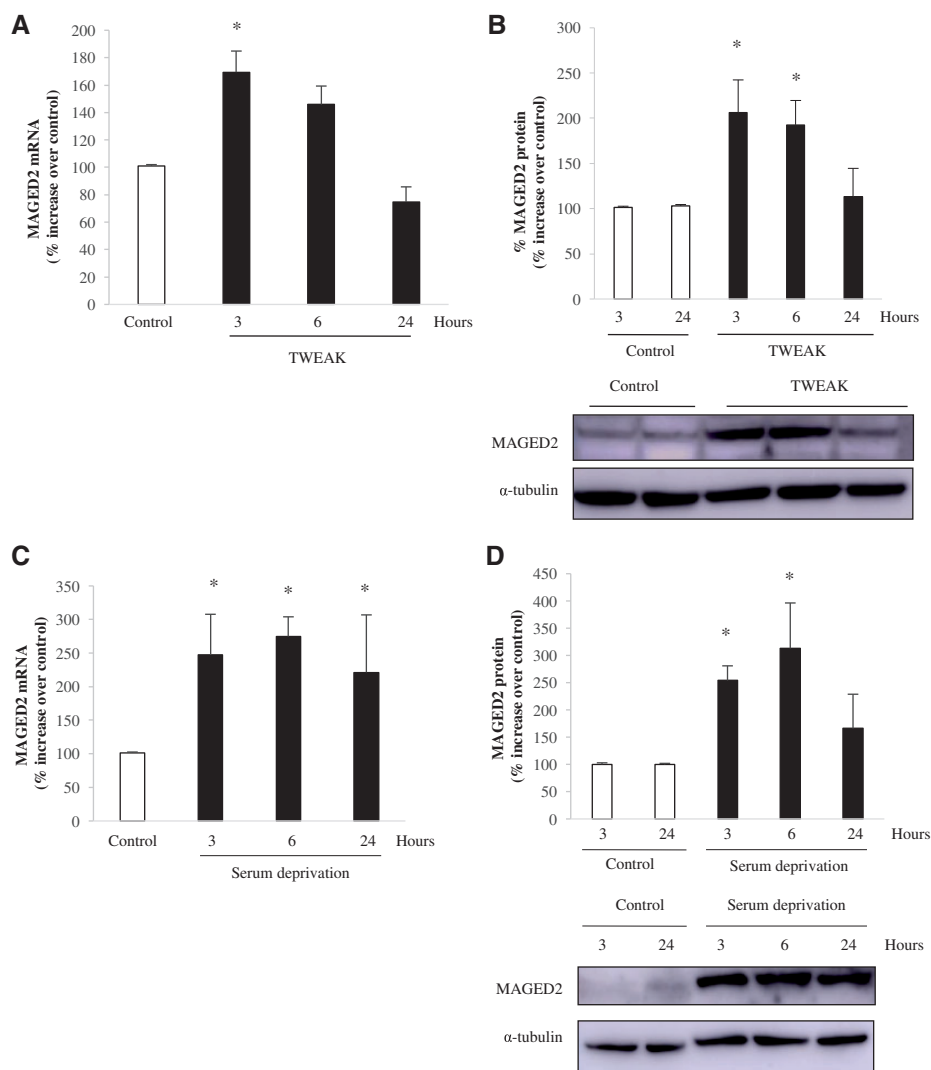 A
MAGED2 mRNA
(% increase over control)
200
180
160
140
120
100
80
60
40
20
0
*
Control 3 6 24 Hours
TWEAK
B
% MAGED2 protein
(% increase over control)
300
250
200
150
100
50
0
* *
3 24 3 6 24 Hours
Control TWEAK
Control TWEAK
MAGED2
α-tubulin
C
MAGED2 mRNA
(% increase over control)
350
300
250
200
150
100
50
0
* * *
Control 3 6 24 Hours
Serum deprivation
D
MAGED2 protein
(% increase over control)
450
400
350
300
250
200
150
100
50
0
* *
3 24 3 6 24 Hours
Control Serum deprivation
Control Serum deprivation
3 24 3 6 24 Hours
MAGED2
α-tubulin